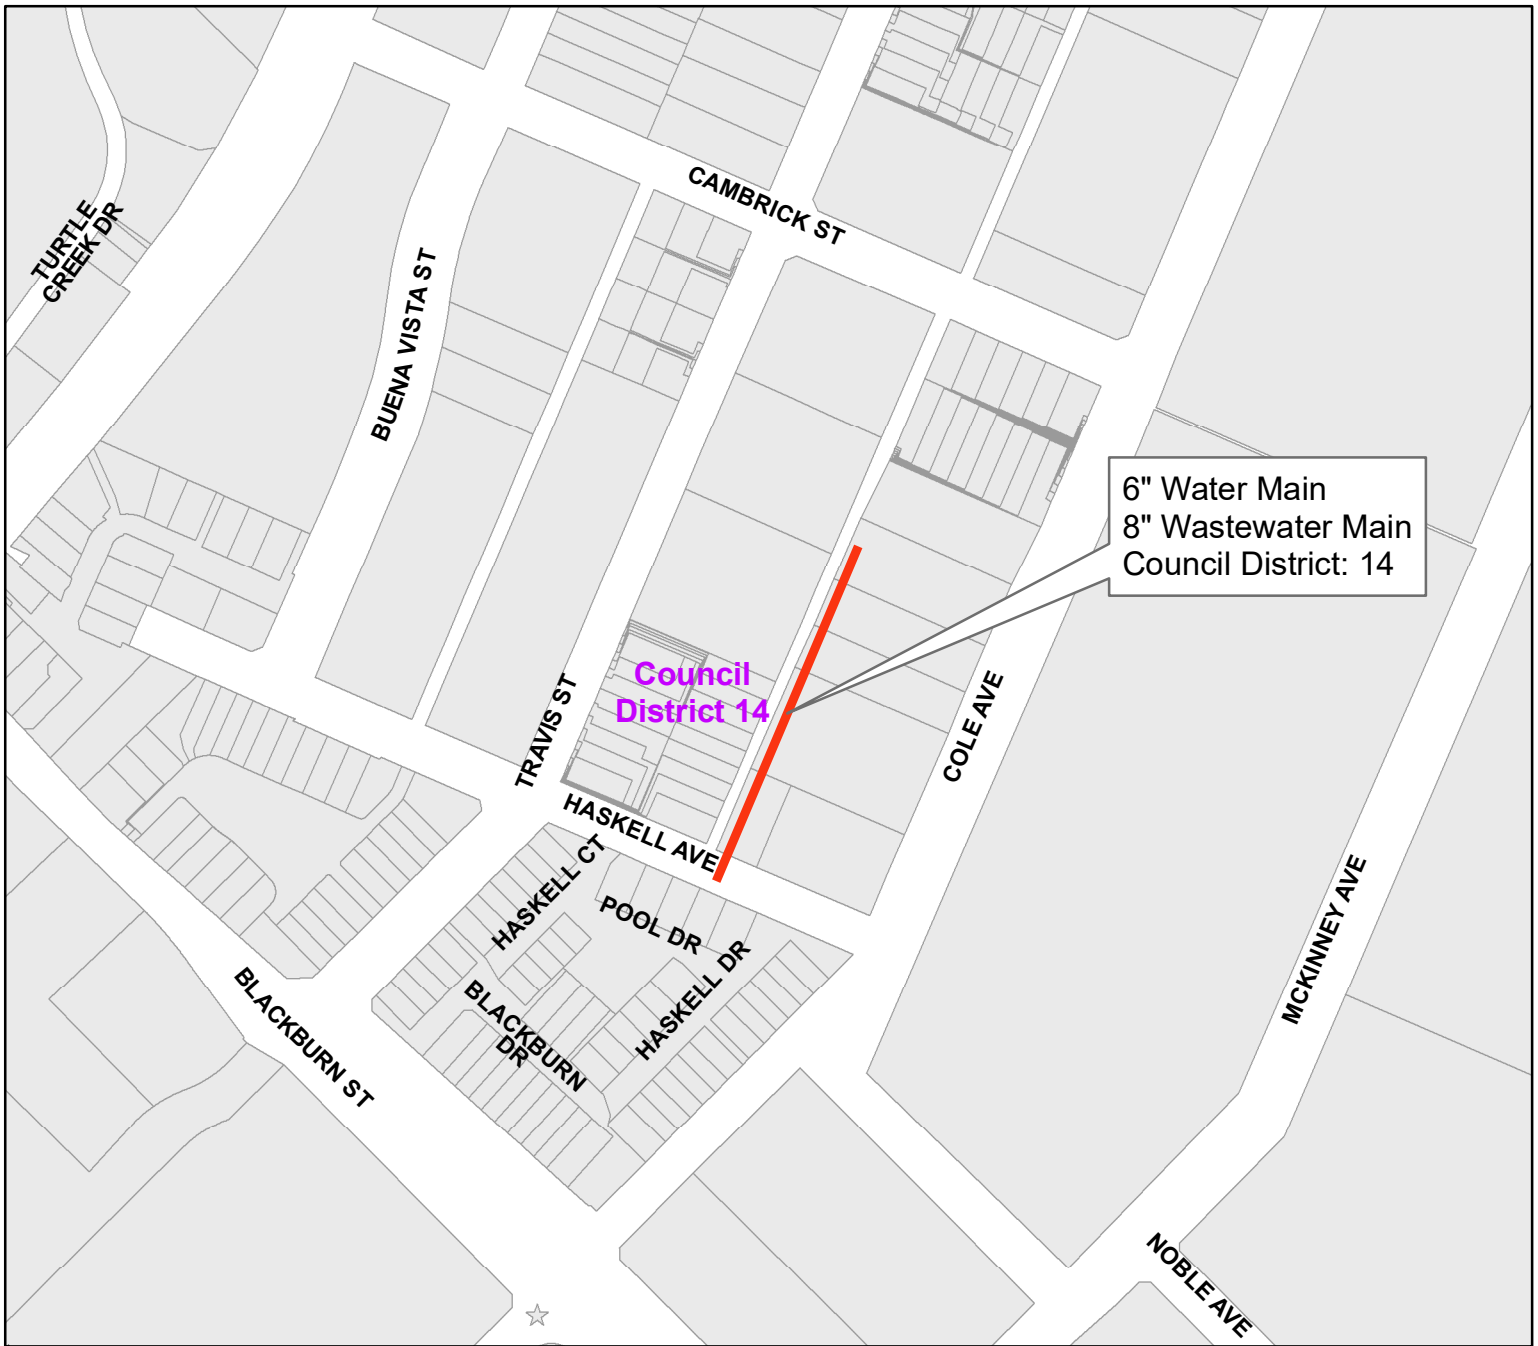 CAMBRICK ST
TURTLE
CREEK DR
BUENA VISTA ST
6" Water Main
8" Wastewater Main
Council District: 14
Council
District 14
TRAVIS ST
COLE AVE
HASKELL AVE
HASKELL CT
POOL DR
HASKELL DR
BLACKBURN
DR
BLACKBURN ST
MCKINNEY AVE
NOBLE AVE